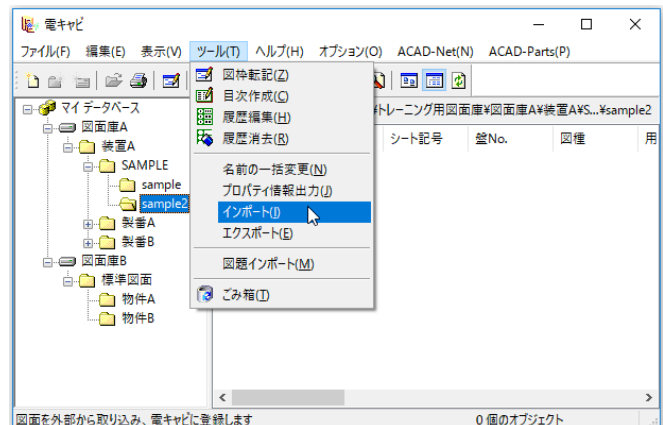 電キャビ
ファイル(F) 編集(E) 表示(V) ツール(T) ヘルプ(H) オプション(O) ACAD-Net(N) ACAD-Parts(P)
マイ データベース
図面庫A
装置A
SAMPLE
sample
sample2
製番A
製番B
図面庫B
標準図面
物件A
物件B
図枠転記(Z)
目次作成(C)
履歴編集(H)
履歴消去(R)
名前の一括変更(N)
プロパティ情報出力(J)
インポート(I)
エクスポート(E)
図題インポート(M)
ごみ箱(T)
¥トレーニング用図面庫¥図面庫A¥装置A¥S...¥sample2
シート記号 盤No. 図種 用
図面を外部から取り込み、電キャビに登録します 0 個のオブジェクト